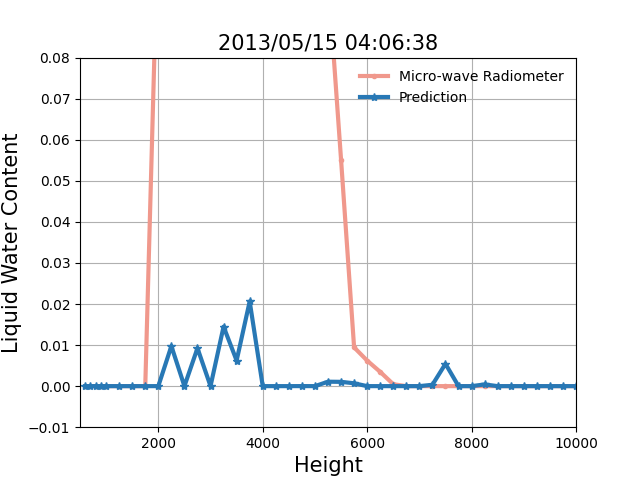 2013/05/15 04:06:38
Liquid Water Content
0.08
0.07
0.06
0.05
0.04
0.03
0.02
0.01
0.00
−0.01
Micro-wave Radiometer
Prediction
2000 4000 6000 8000 10000
Height